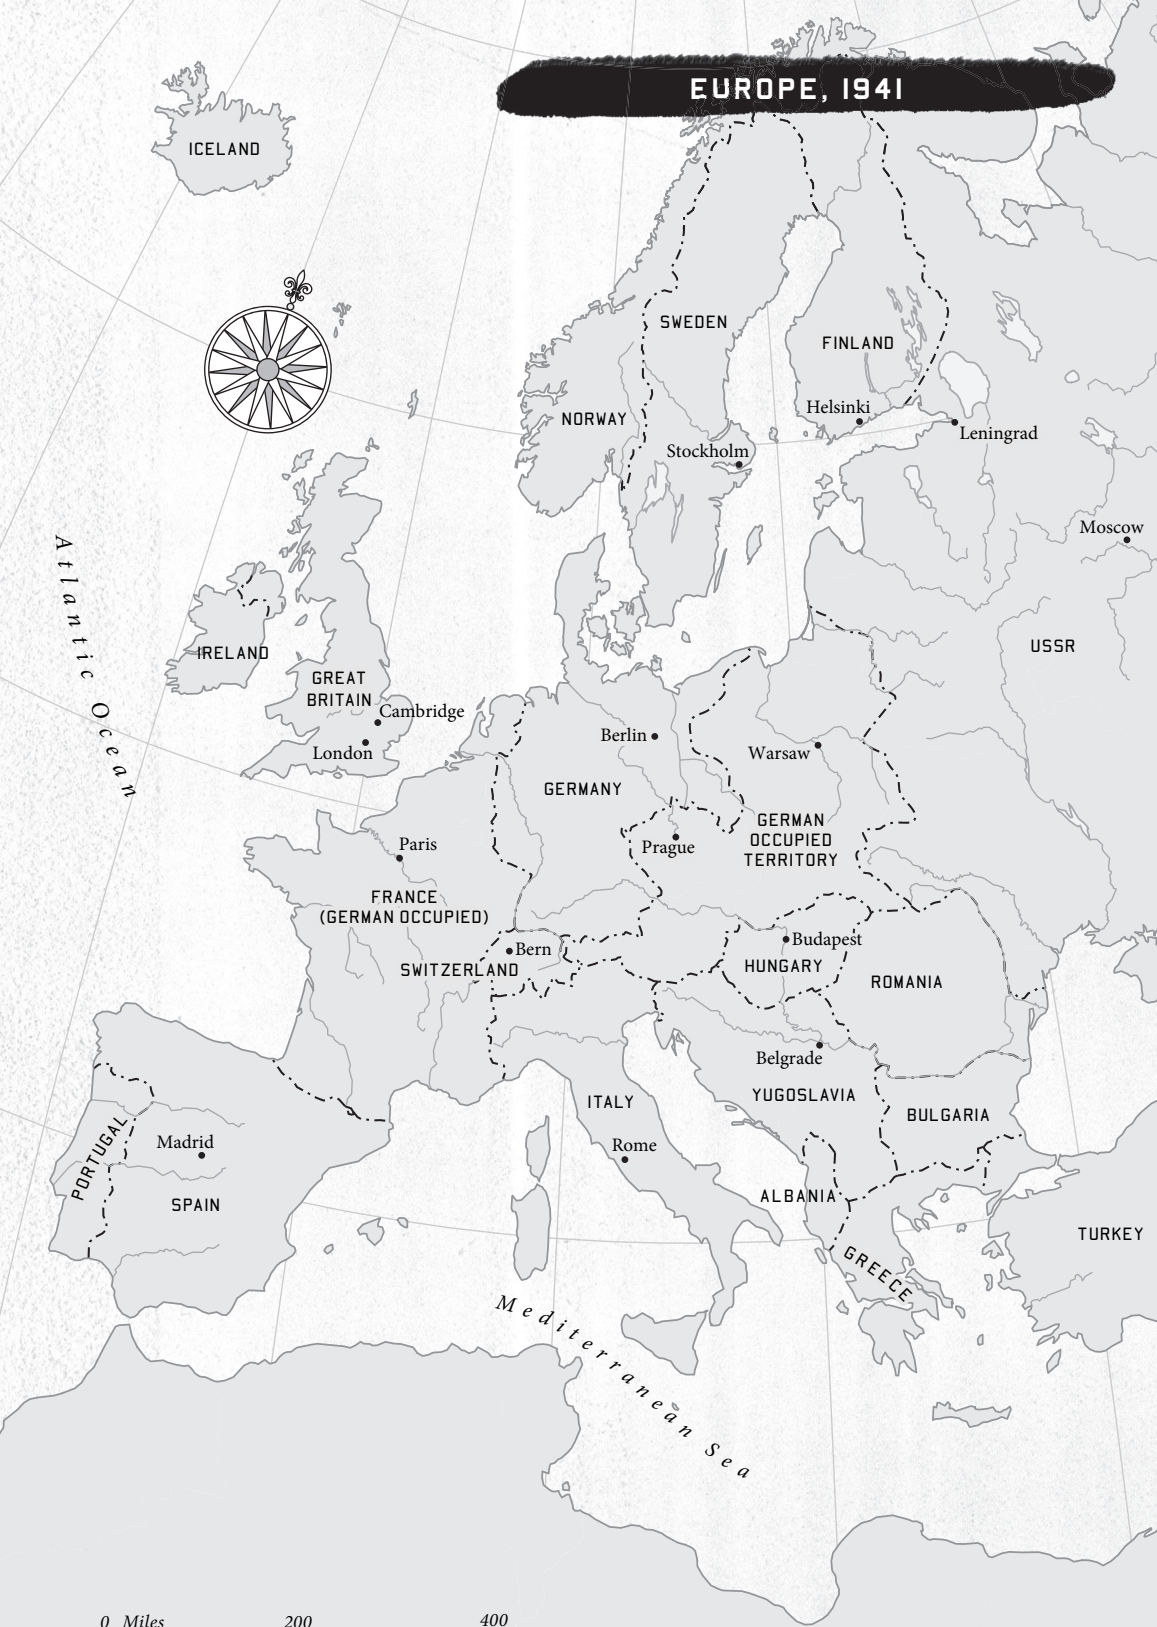 EUROPE, 1941
ICELAND
SWEDEN
FINLAND
NORWAY
Helsinki
Leningrad
Stockholm
Moscow
Atlantic Ocean
IRELAND
USSR
GREAT
BRITAIN
Cambridge
London
Berlin
Warsaw
GERMANY
GERMAN
OCCUPIED
TERRITORY
Prague
Paris
FRANCE
(GERMAN OCCUPIED)
Bern
SWITZERLAND
Budapest
HUNGARY
ROMANIA
Belgrade
YUGOSLAVIA
ITALY
BULGARIA
PORTUGAL
Madrid
Rome
SPAIN
ALBANIA
TURKEY
GREECE
Mediterranean Sea
0 Miles 200 400